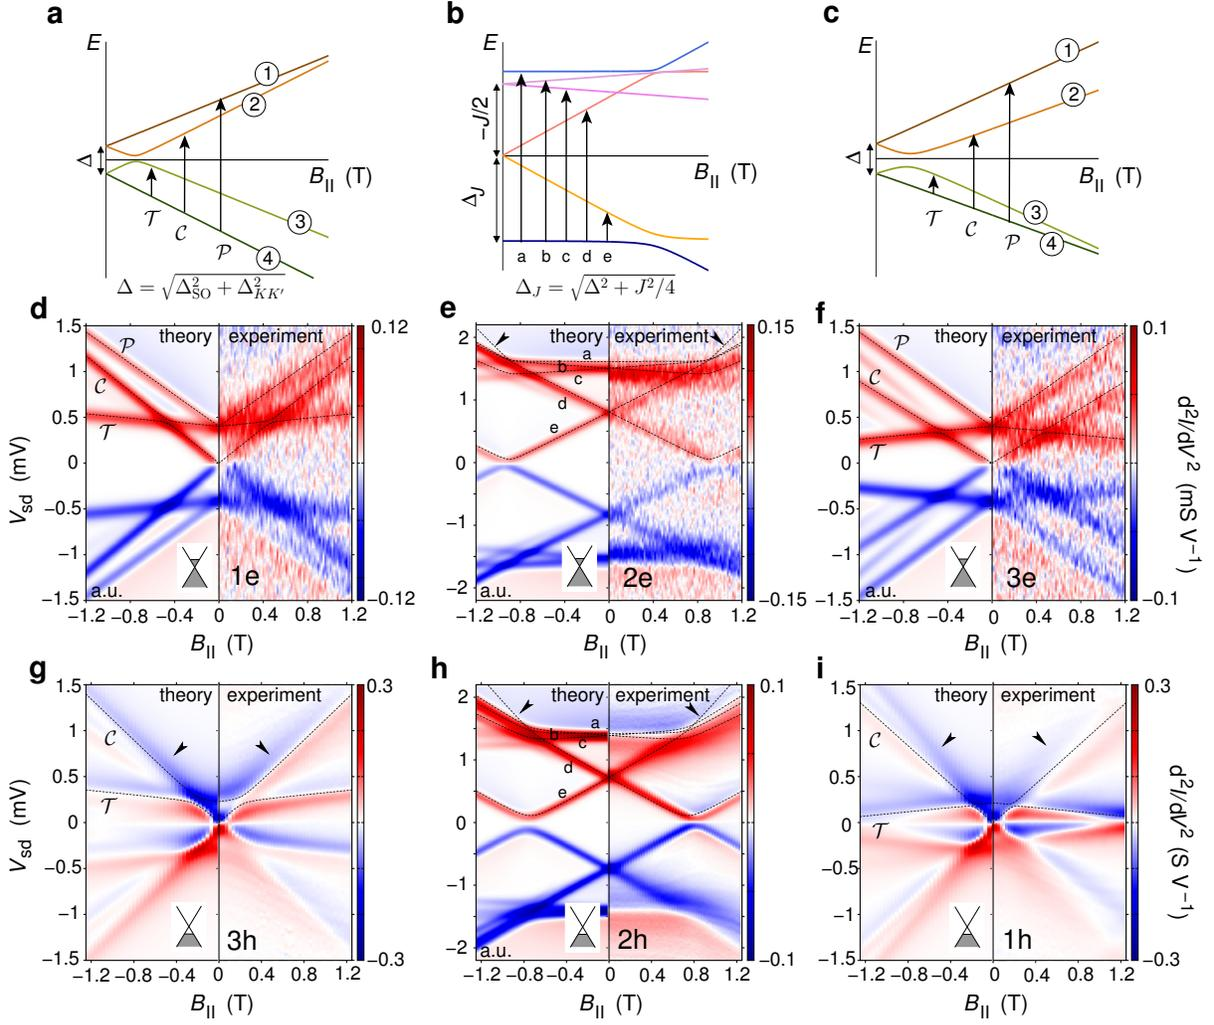 a
E
1
2
Δ
B|| (T)
𝒯
𝒞
𝒫
3
4
Δ = √Δ²SO + Δ²KK′
b
E
−J/2
ΔJ
B|| (T)
a b c d e
ΔJ = √Δ² + J²/4
c
E
1
2
Δ
B|| (T)
𝒯
𝒞
𝒫
3
4
d
theory experiment
𝒫
𝒞
𝒯
1e
a.u.
1.5
1
0.5
0
−0.5
−1
−1.5
Vsd (mV)
−1.2 −0.8 −0.4 0 0.4 0.8 1.2
B|| (T)
0.12
−0.12
e
theory experiment
a
b
c
d
e
2e
a.u.
2
1
0
−1
−2
−1.2 −0.8 −0.4 0 0.4 0.8 1.2
B|| (T)
0.15
−0.15
f
theory experiment
𝒫
𝒞
𝒯
3e
a.u.
1.5
1
0.5
0
−0.5
−1
−1.5
−1.2 −0.8 −0.4 0 0.4 0.8 1.2
B|| (T)
0.1
−0.1
d²I/dV² (mS V⁻¹)
g
theory experiment
𝒞
𝒯
3h
1.5
1
0.5
0
−0.5
−1
−1.5
Vsd (mV)
−1.2 −0.8 −0.4 0 0.4 0.8 1.2
B|| (T)
0.3
−0.3
h
theory experiment
a
b
c
d
e
2h
a.u.
2
1
0
−1
−2
−1.2 −0.8 −0.4 0 0.4 0.8 1.2
B|| (T)
0.1
−0.1
i
theory experiment
𝒞
𝒯
1h
1.5
1
0.5
0
−0.5
−1
−1.5
−1.2 −0.8 −0.4 0 0.4 0.8 1.2
B|| (T)
0.3
−0.3
d²I/dV² (S V⁻¹)